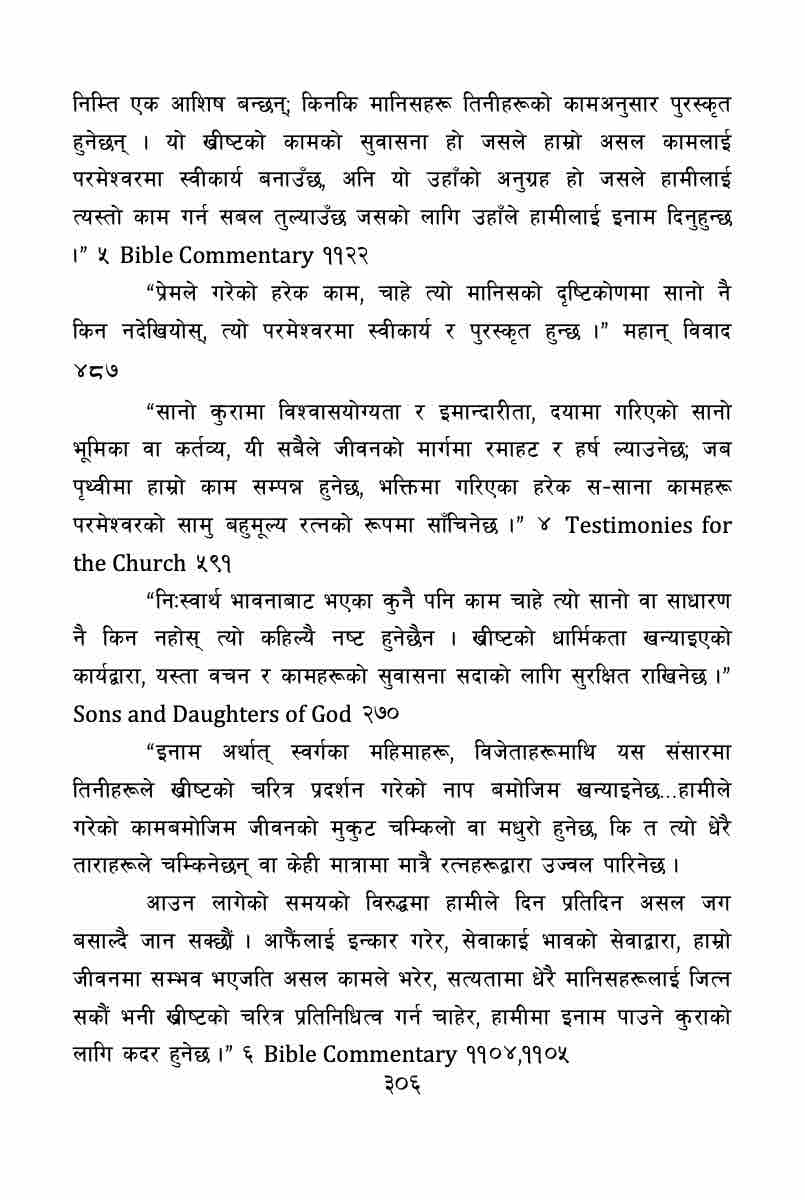 निम्ति एक आशिष बन्छन्; किनकि मानिसहरू तिनीहरूको कामअनुसार पुरस्कृत
हुनेछन् । यो ख्रीष्टको कामको सुवासना हो जसले हाम्रो असल कामलाई
परमेश्वरमा स्वीकार्य बनाउँछ, अनि यो उहाँको अनुग्रह हो जसले हामीलाई
त्यस्तो काम गर्न सबल तुल्याउँछ जसको लागि उहाँले हामीलाई इनाम दिनुहुन्छ
।” ५ Bible Commentary ११२२
“प्रेमले गरेको हरेक काम, चाहे त्यो मानिसको दृष्टिकोणमा सानो नै
किन नदेखियोस्, त्यो परमेश्वरमा स्वीकार्य र पुरस्कृत हुन्छ ।” महान् विवाद
४८७
“सानो कुरामा विश्वासयोग्यता र इमान्दारीता, दयामा गरिएको सानो
भूमिका वा कर्तव्य, यी सबैले जीवनको मार्गमा रमाहट र हर्ष ल्याउनेछ; जब
पृथ्वीमा हाम्रो काम सम्पन्न हुनेछ, भक्तिमा गरिएका हरेक स-साना कामहरू
परमेश्वरको सामु बहुमूल्य रत्नको रूपमा साँचिनेछ ।” ४ Testimonies for
the Church ५९१
“निःस्वार्थ भावनाबाट भएका कुनै पनि काम चाहे त्यो सानो वा साधारण
नै किन नहोस् त्यो कहिल्यै नष्ट हुनेछैन । ख्रीष्टको धार्मिकता खन्याइएको
कार्यद्वारा, यस्ता वचन र कामहरूको सुवासना सदाको लागि सुरक्षित राखिनेछ ।”
Sons and Daughters of God २७०
“इनाम अर्थात् स्वर्गका महिमाहरू, विजेताहरूमाथि यस संसारमा
तिनीहरूले ख्रीष्टको चरित्र प्रदर्शन गरेको नाप बमोजिम खन्याइनेछ...हामीले
गरेको कामबमोजिम जीवनको मुकुट चम्किलो वा मधुरो हुनेछ, कि त त्यो धेरै
ताराहरूले चम्किनेछन् वा केही मात्रामा मात्रै रत्नहरूद्वारा उज्वल पारिनेछ ।
आउन लागेको समयको विरुद्धमा हामीले दिन प्रतिदिन असल जग
बसाल्दै जान सक्छौं । आफैंलाई इन्कार गरेर, सेवाकाई भावको सेवाद्वारा, हाम्रो
जीवनमा सम्भव भएजति असल कामले भरेर, सत्यतामा धेरै मानिसहरूलाई जित्न
सकौं भनी ख्रीष्टको चरित्र प्रतिनिधित्व गर्न चाहेर, हामीमा इनाम पाउने कुराको
लागि कदर हुनेछ ।” ६ Bible Commentary ११०४,११०५
३०६